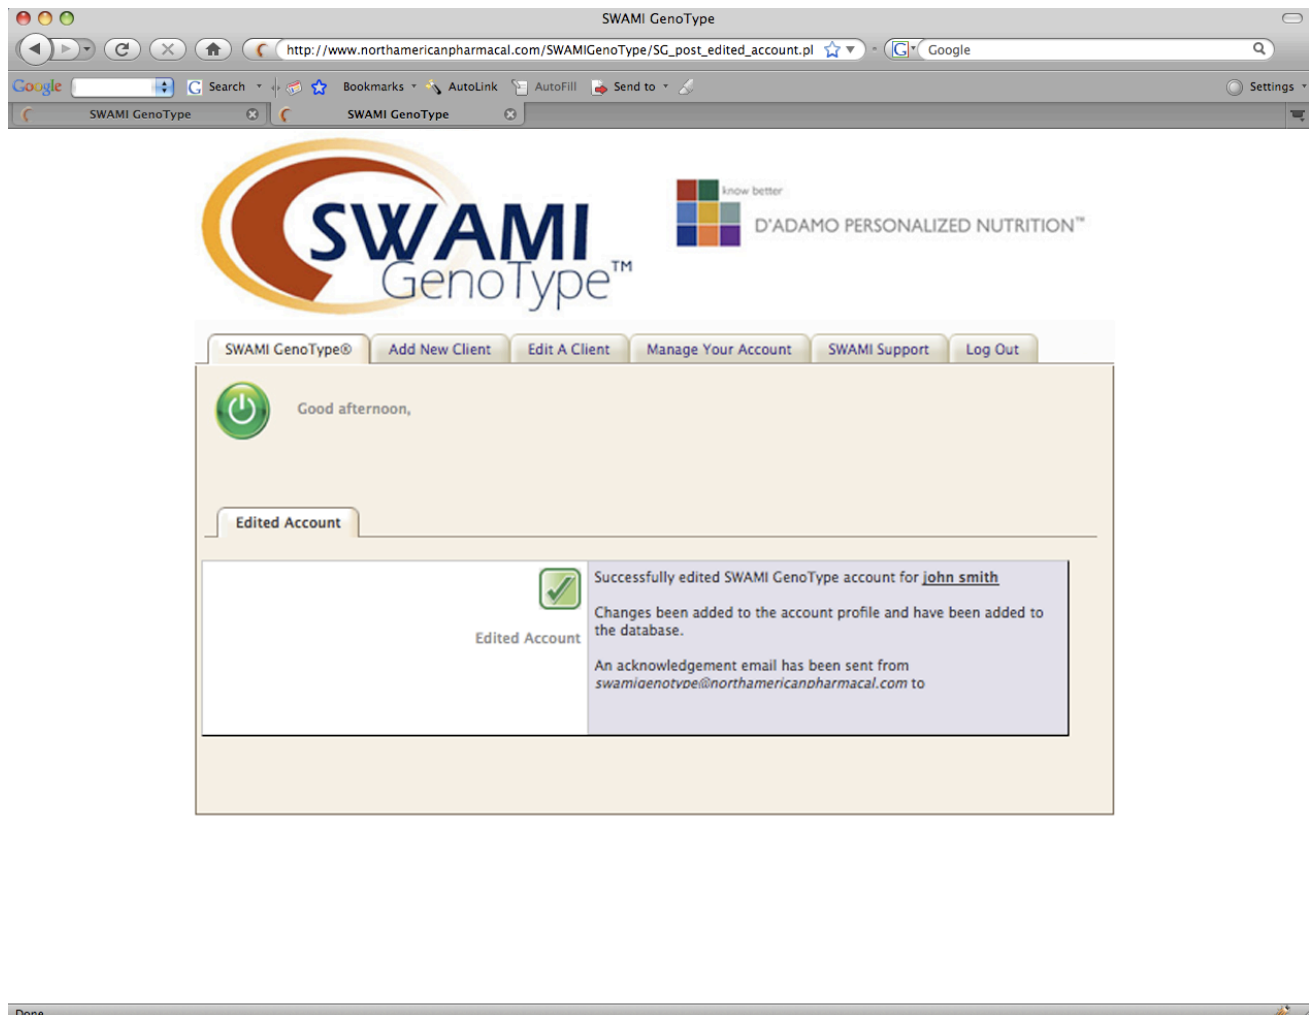 SWAMI GenoType
http://www.northamericanpharmacal.com/SWAMIGenoType/SG_post_edited_account.pl
G Google
Google
G Search
Bookmarks
AutoLink
AutoFill
Send to
Settings
SWAMI GenoType
SWAMI GenoType
SWAMI
GenoType™
know better
D'ADAMO PERSONALIZED NUTRITION™
SWAMI GenoType®
Add New Client
Edit A Client
Manage Your Account
SWAMI Support
Log Out
Good afternoon,
Edited Account
Edited Account
Successfully edited SWAMI GenoType account for john smith
Changes been added to the account profile and have been added to
the database.
An acknowledgement email has been sent from
swamigenotype@northamericanpharmacal.com to
Done